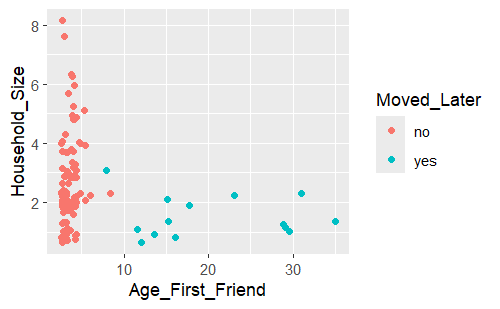 8
6
4
2
Household_Size
10
20
30
Age_First_Friend
Moved_Later
no
yes